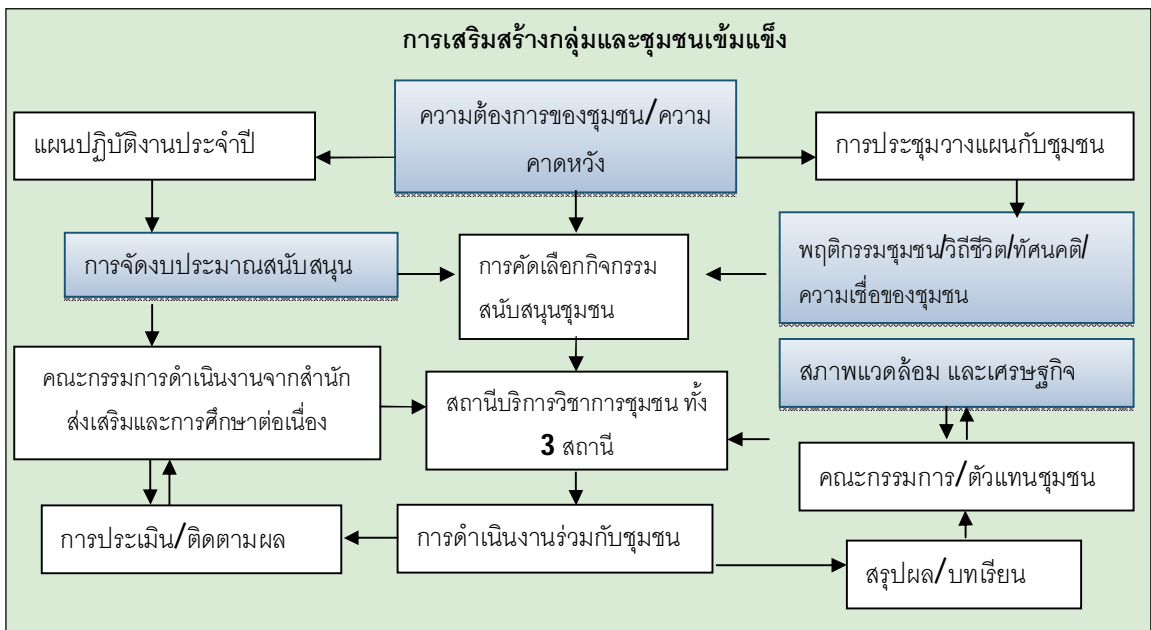 การเสริมสร้างกลุ่มและชุมชนเข้มแข็ง
ความต้องการของชุมชน/ความ
คาดหวัง
แผนปฏิบัติงานประจำปี
การประชุมวางแผนกับชุมชน
การจัดงบประมาณสนับสนุน
การคัดเลือกกิจกรรม
สนับสนุนชุมชน
พฤติกรรมชุมชน/วิถีชีวิต/ทัศนคติ/
ความเชื่อของชุมชน
คณะกรรมการดำเนินงานจากสำนัก
ส่งเสริมและการศึกษาต่อเนื่อง
สถานีบริการวิชาการชุมชน ทั้ง
3 สถานี
สภาพแวดล้อม และเศรษฐกิจ
คณะกรรมการ/ตัวแทนชุมชน
การประเมิน/ติดตามผล
การดำเนินงานร่วมกับชุมชน
สรุปผล/บทเรียน